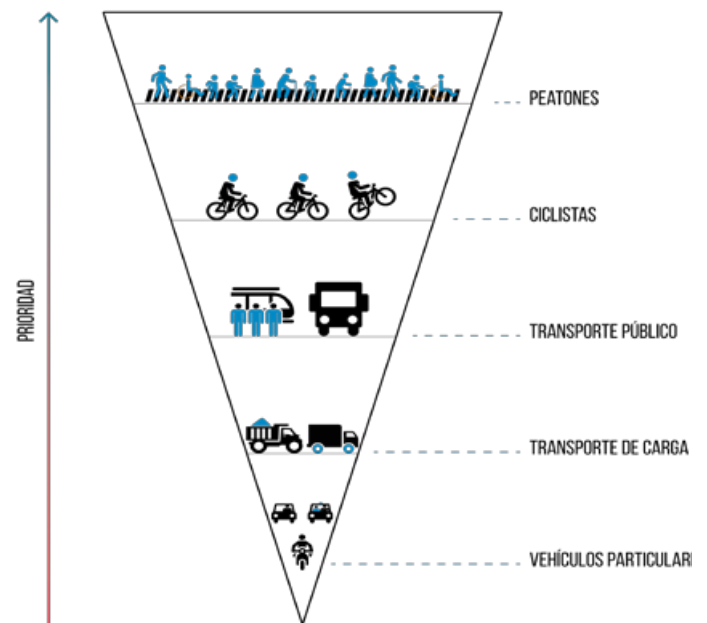 PEATONES
CICLISTAS
PRIORIDAD
TRANSPORTE PÚBLICO
TRANSPORTE DE CARGA
VEHÍCULOS PARTICULAR